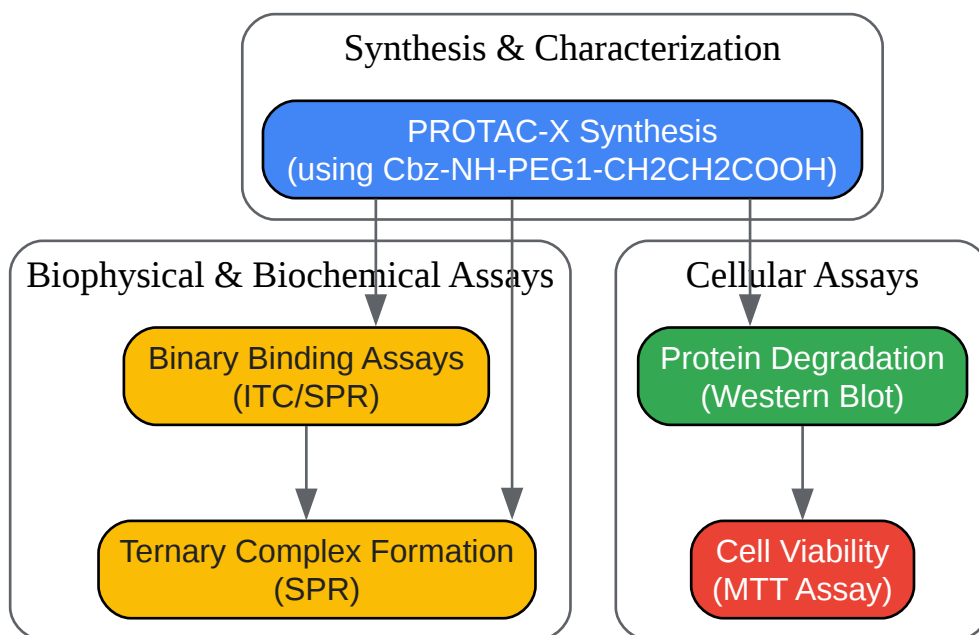 Synthesis & Characterization
PROTAC-X Synthesis
(using Cbz-NH-PEG1-CH2CH2COOH)
Biophysical & Biochemical Assays
Binary Binding Assays
(ITC/SPR)
Ternary Complex Formation
(SPR)
Cellular Assays
Protein Degradation
(Western Blot)
Cell Viability
(MTT Assay)